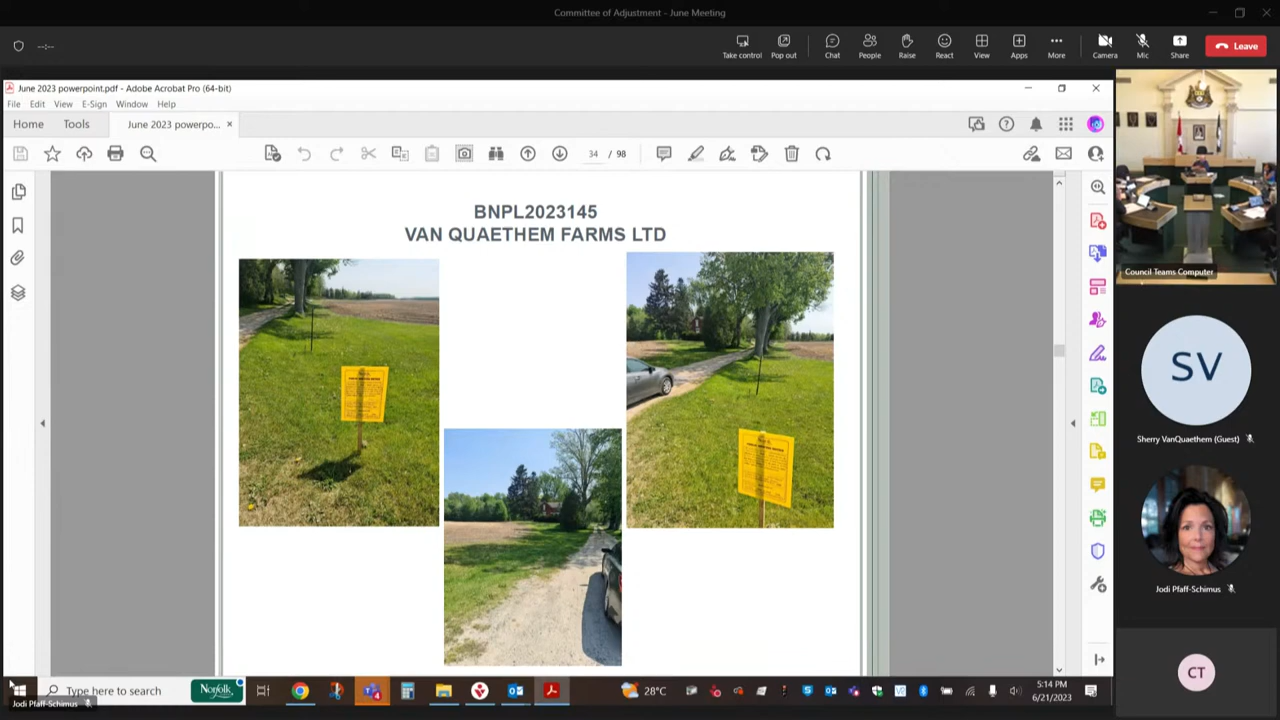 Committee of Adjustment - June Meeting
--:--
Take control
Pop out
Chat
People
Raise
React
View
Apps
More
Camera
Mic
Share
Leave
June 2023 powerpoint.pdf - Adobe Acrobat Pro (64-bit)
File Edit View E-Sign Window Help
Home Tools June 2023 powerpo... ×
34 / 98
BNPL2023145
VAN QUAETHEM FARMS LTD
Council Teams Computer
SV
Sherry VanQuaethem (Guest)
Jodi Pfaff-Schimus
CT
Type here to search
Norfolk
28°C
5:14 PM
6/21/2023
Jodi Pfaff-Schimus